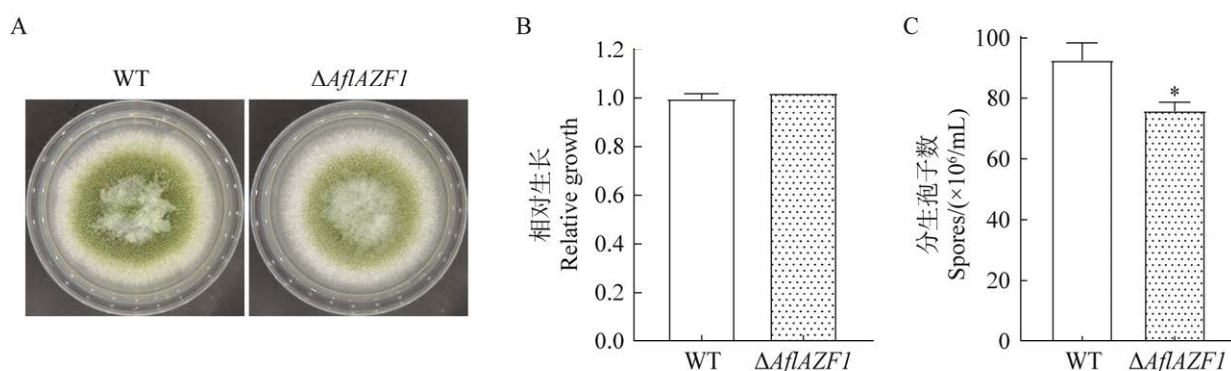 A
WT
ΔAflAZF1
B
相对生长
Relative growth
1.2
1.0
0.8
0.6
0.4
0.2
0.0
WT
ΔAflAZF1
C
分生孢子数
Spores/(×10⁶/mL)
100
80
60
40
20
0
*
WT
ΔAflAZF1